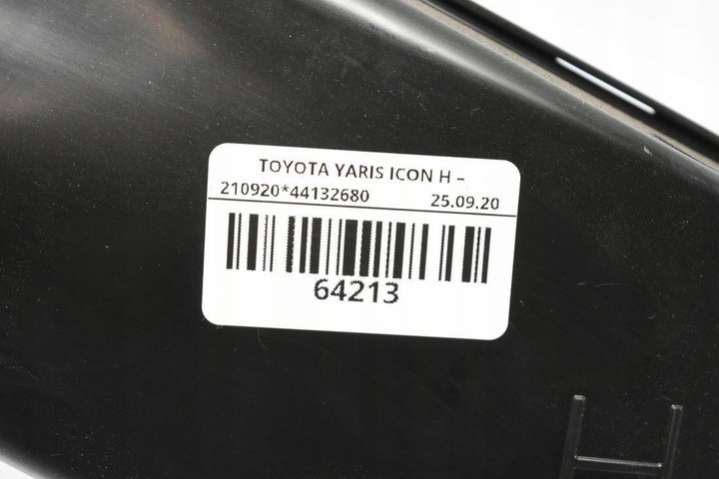 TOYOTA YARIS ICON H –
210920*44132680 25.09.20
64213
H